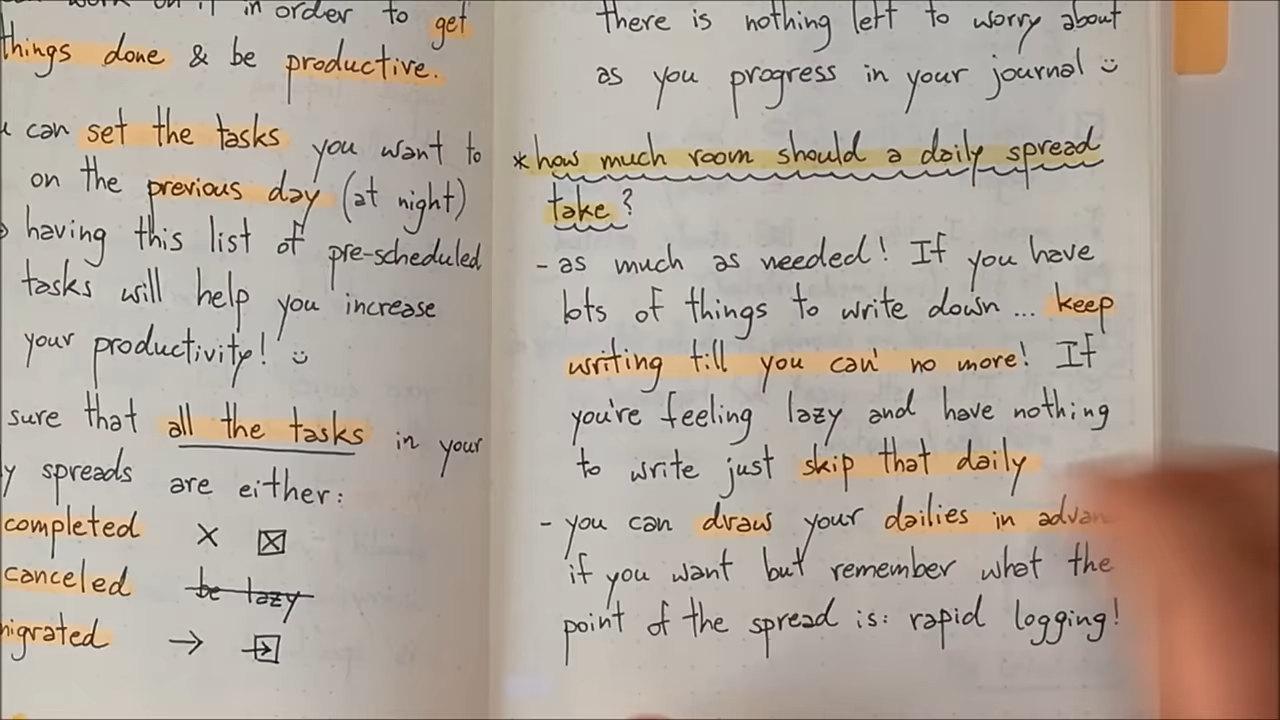 work on it in order to get
things done & be productive.
can set the tasks you want to
on the previous day (at night)
having this list of pre-scheduled
tasks will help you increase
your productivity! :)
sure that all the tasks in your
spreads are either:
completed X
canceled be lazy
migrated →
there is nothing left to worry about
as you progress in your journal :)
* how much room should a daily spread
take?
- as much as needed! If you have
lots of things to write down... keep
writing till you can' no more! If
you're feeling lazy and have nothing
to write just skip that daily
- you can draw your dailies in advan
if you want but remember what the
point of the spread is: rapid logging!